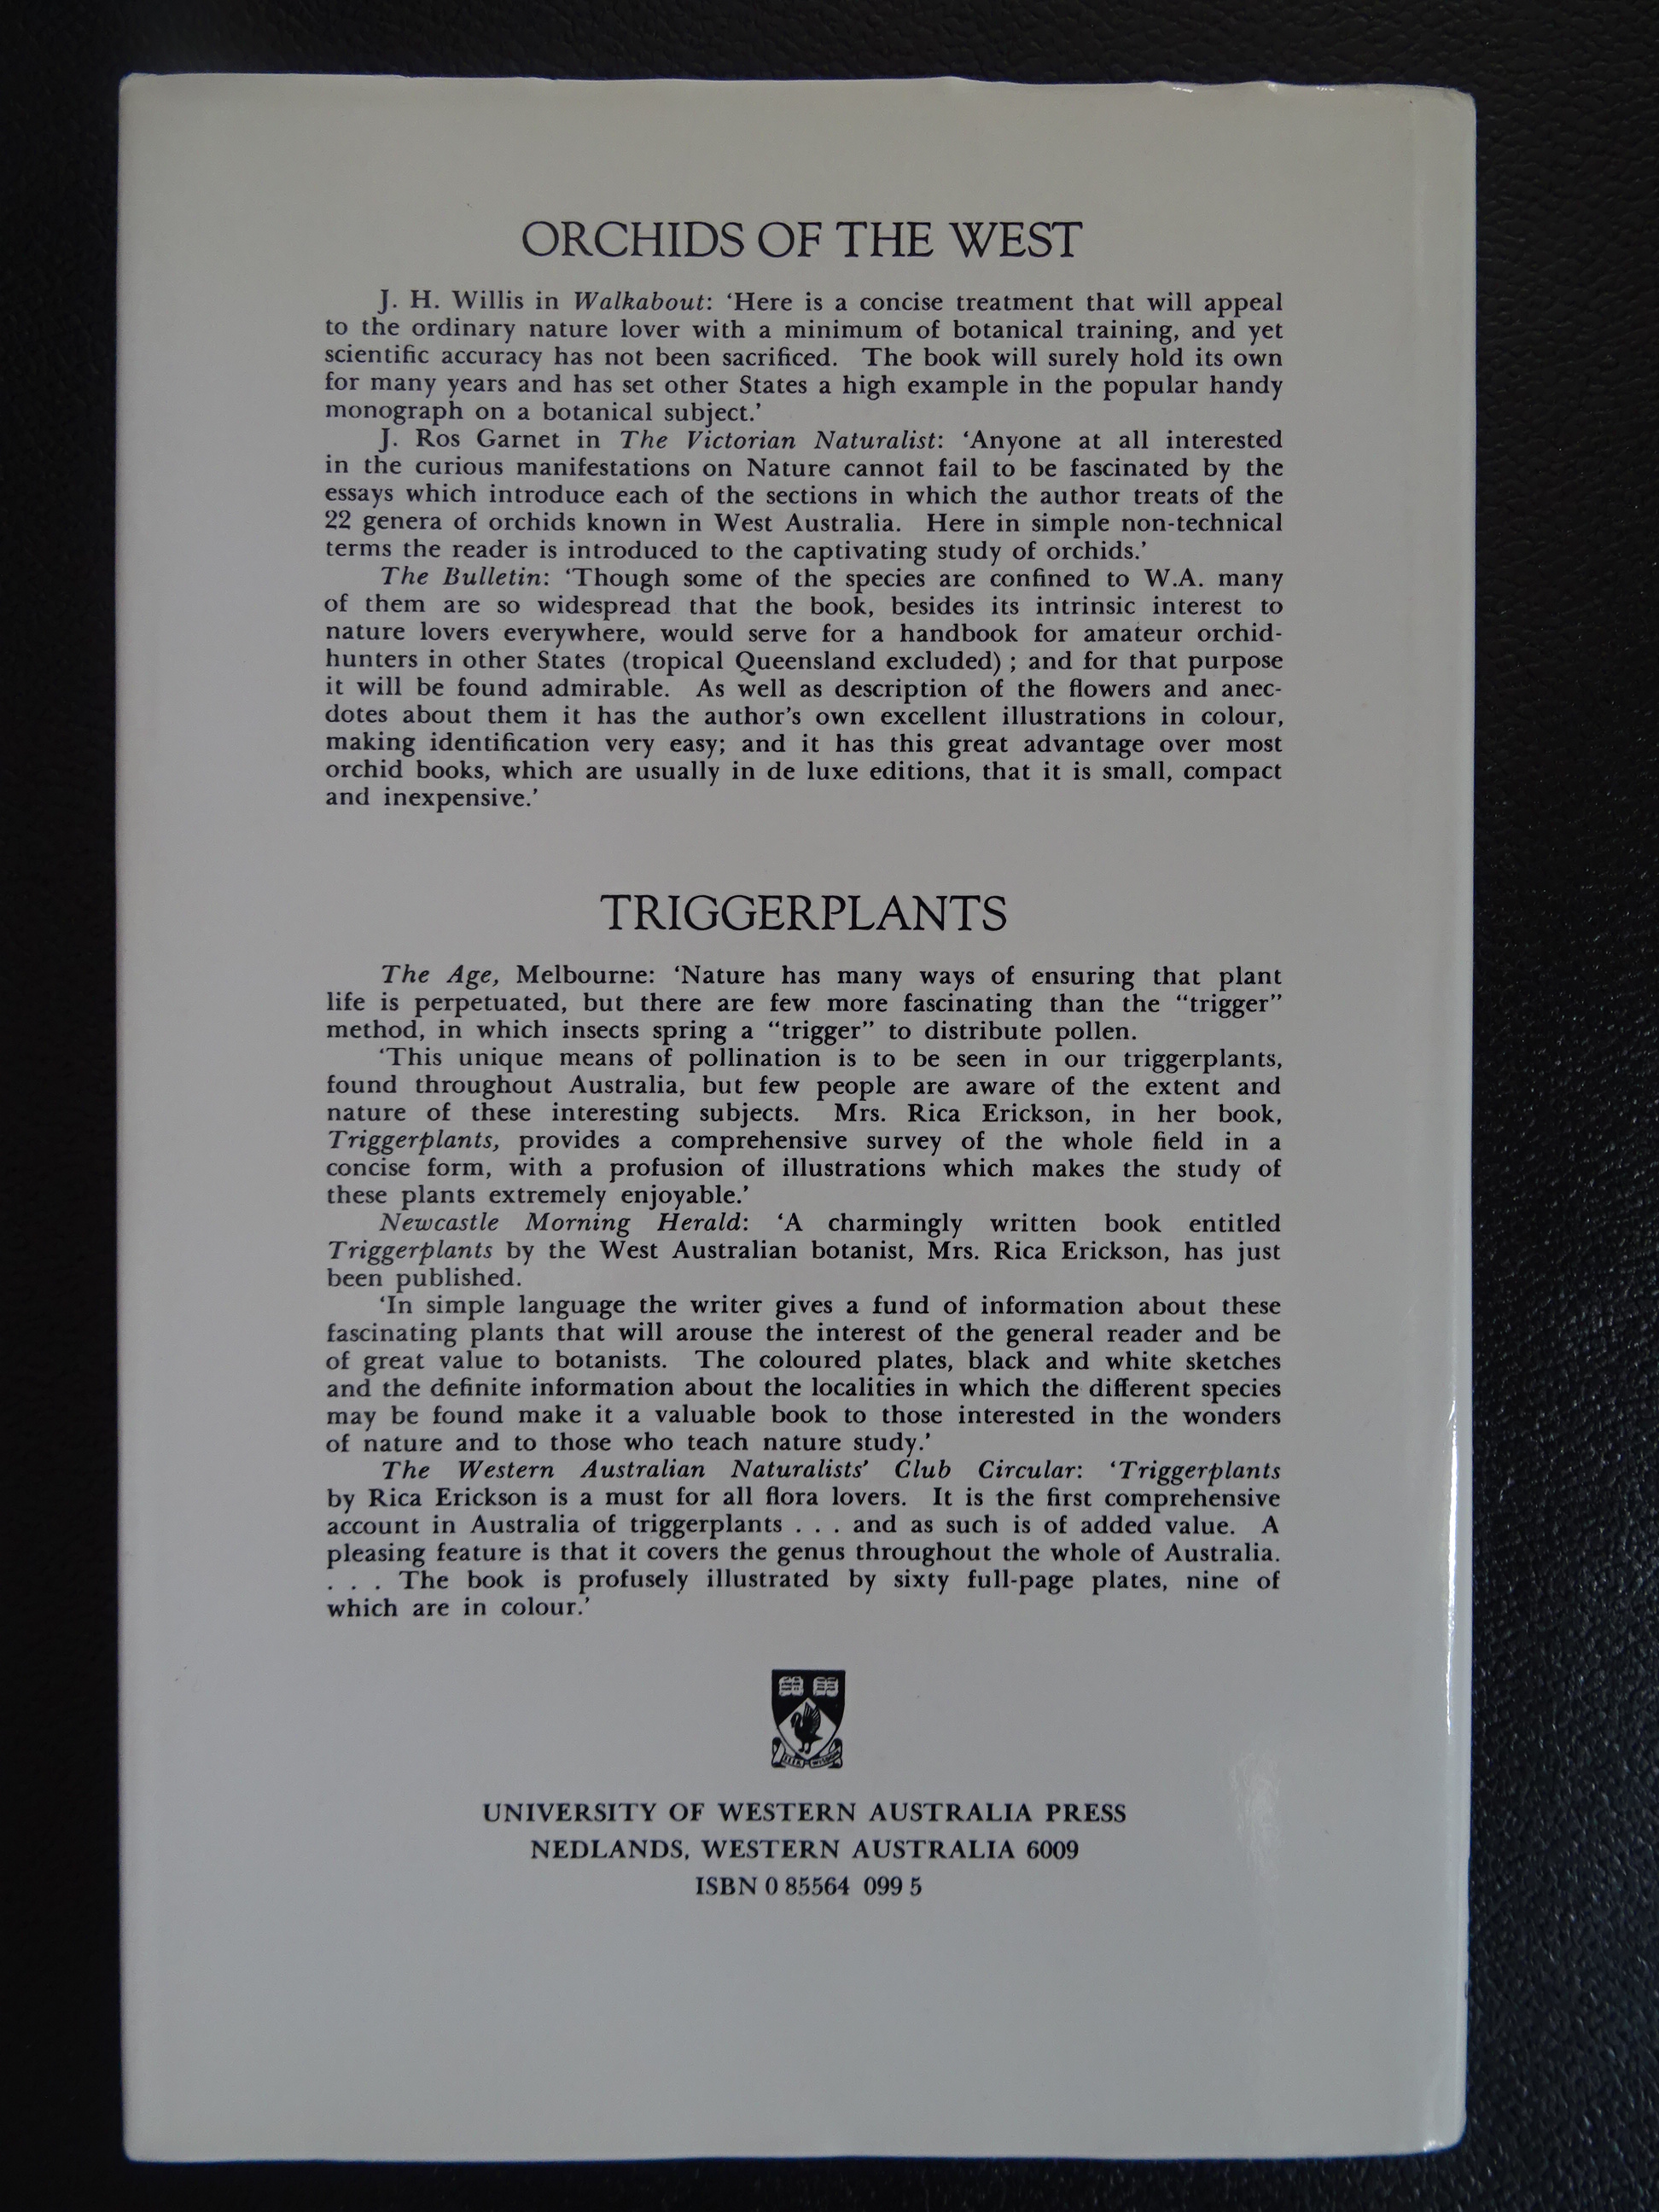 ORCHIDS OF THE WEST
J. H. Willis in Walkabout: ‘Here is a concise treatment that will appeal
to the ordinary nature lover with a minimum of botanical training, and yet
scientific accuracy has not been sacrificed. The book will surely hold its own
for many years and has set other States a high example in the popular handy
monograph on a botanical subject.’
J. Ros Garnet in The Victorian Naturalist: ‘Anyone at all interested
in the curious manifestations on Nature cannot fail to be fascinated by the
essays which introduce each of the sections in which the author treats of the
22 genera of orchids known in West Australia. Here in simple non-technical
terms the reader is introduced to the captivating study of orchids.’
The Bulletin: ‘Though some of the species are confined to W.A. many
of them are so widespread that the book, besides its intrinsic interest to
nature lovers everywhere, would serve for a handbook for amateur orchid-
hunters in other States (tropical Queensland excluded) ; and for that purpose
it will be found admirable. As well as description of the flowers and anec-
dotes about them it has the author’s own excellent illustrations in colour,
making identification very easy; and it has this great advantage over most
orchid books, which are usually in de luxe editions, that it is small, compact
and inexpensive.’
TRIGGERPLANTS
The Age, Melbourne: ‘Nature has many ways of ensuring that plant
life is perpetuated, but there are few more fascinating than the “trigger”
method, in which insects spring a “trigger” to distribute pollen.
‘This unique means of pollination is to be seen in our triggerplants,
found throughout Australia, but few people are aware of the extent and
nature of these interesting subjects. Mrs. Rica Erickson, in her book,
Triggerplants, provides a comprehensive survey of the whole field in a
concise form, with a profusion of illustrations which makes the study of
these plants extremely enjoyable.’
Newcastle Morning Herald: ‘A charmingly written book entitled
Triggerplants by the West Australian botanist, Mrs. Rica Erickson, has just
been published.
‘In simple language the writer gives a fund of information about these
fascinating plants that will arouse the interest of the general reader and be
of great value to botanists. The coloured plates, black and white sketches
and the definite information about the localities in which the different species
may be found make it a valuable book to those interested in the wonders
of nature and to those who teach nature study.’
The Western Australian Naturalists’ Club Circular: ‘Triggerplants
by Rica Erickson is a must for all flora lovers. It is the first comprehensive
account in Australia of triggerplants . . . and as such is of added value. A
pleasing feature is that it covers the genus throughout the whole of Australia.
. . . The book is profusely illustrated by sixty full-page plates, nine of
which are in colour.’
UNIVERSITY OF WESTERN AUSTRALIA PRESS
NEDLANDS, WESTERN AUSTRALIA 6009
ISBN 0 85564 099 5